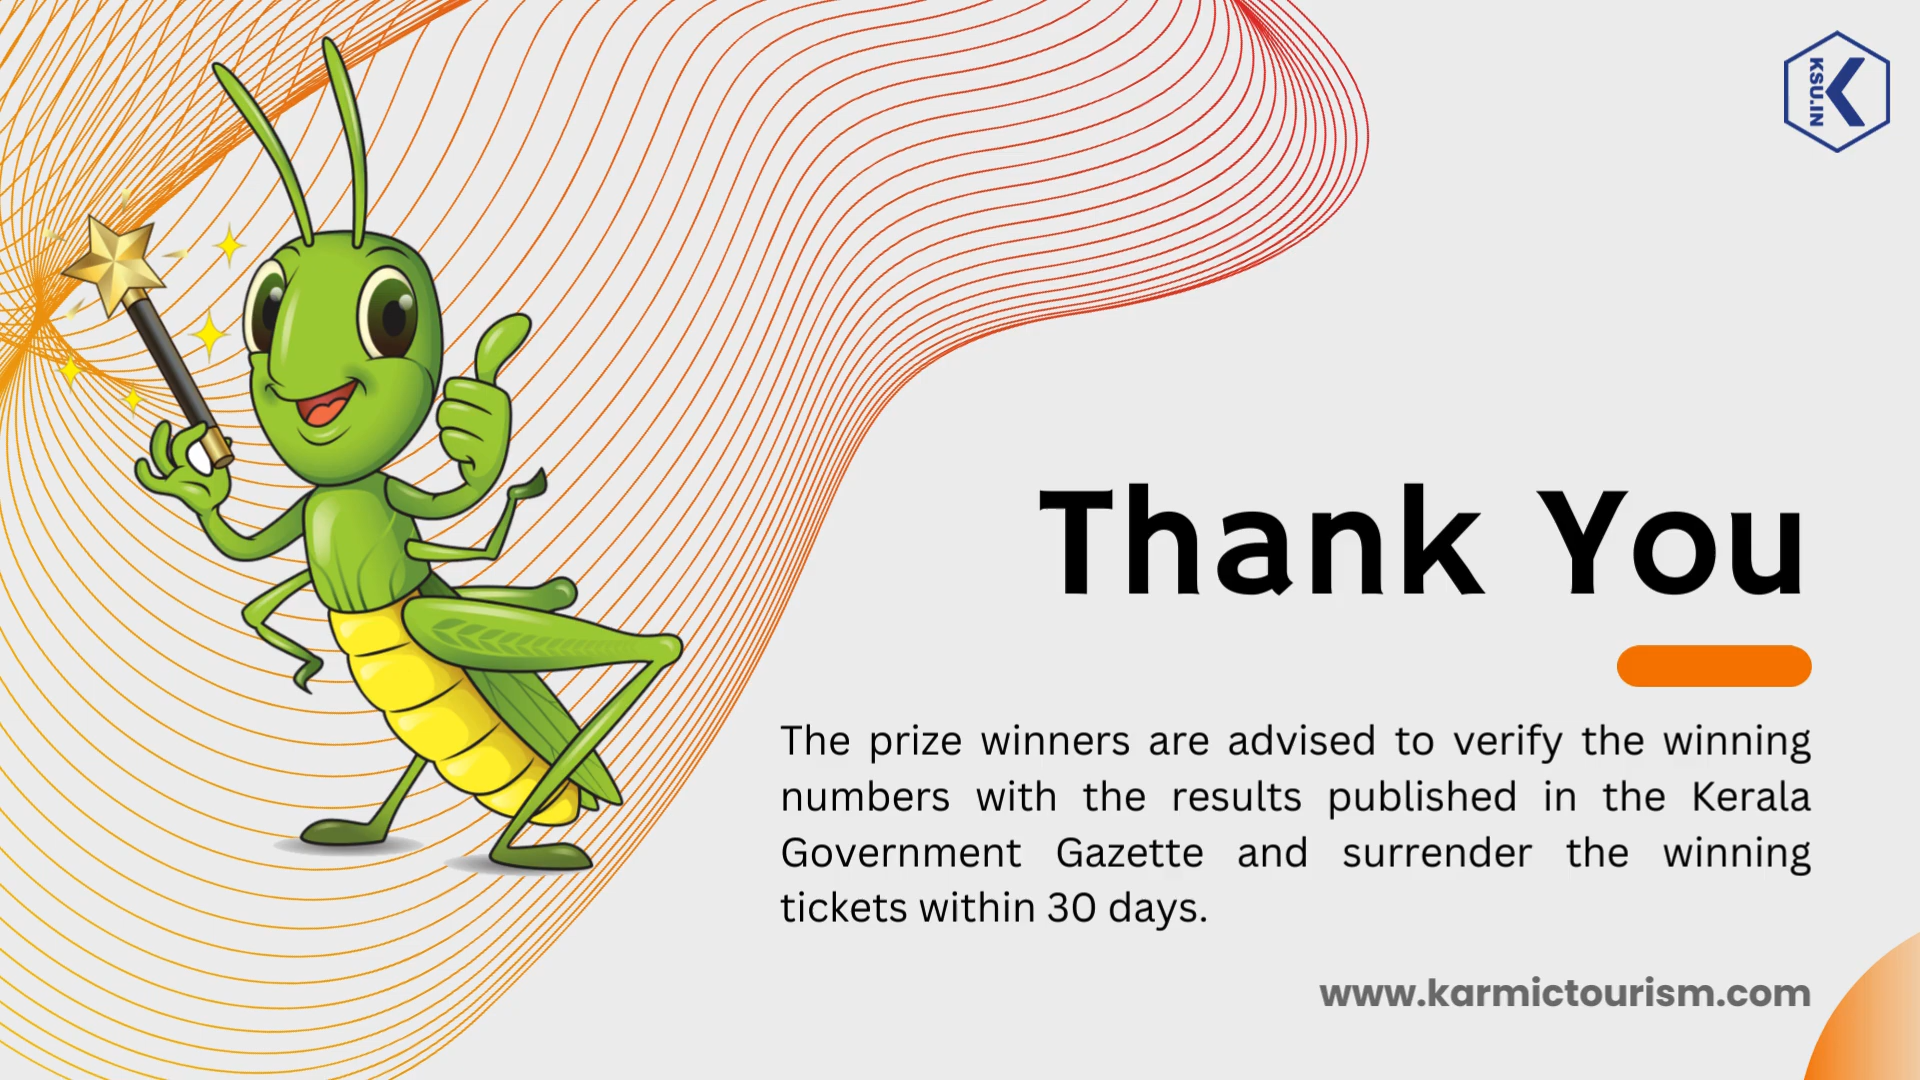 KSU.IN
Thank You
The prize winners are advised to verify the winning
numbers with the results published in the Kerala
Government Gazette and surrender the winning
tickets within 30 days.
www.karmictourism.com